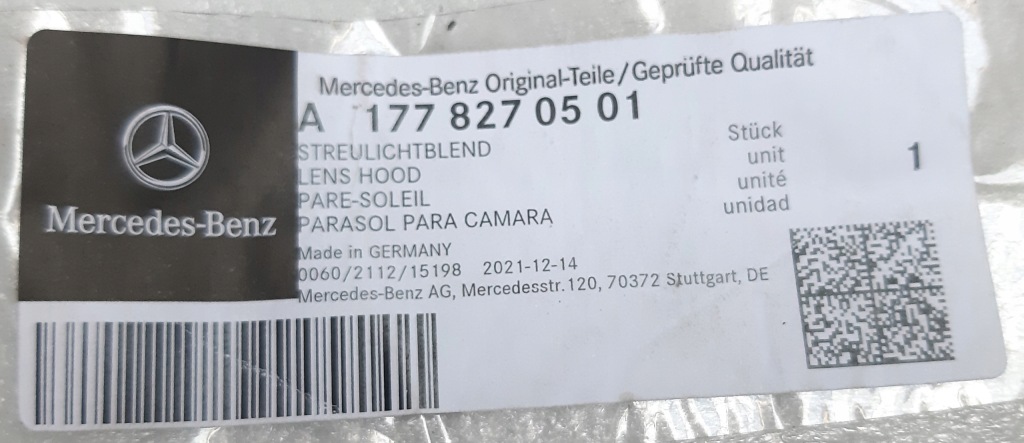 Mercedes-Benz
Mercedes-Benz Original-Teile/Geprüfte Qualität
A 177 827 05 01
STREULICHTBLEND
LENS HOOD
PARE-SOLEIL
PARASOL PARA CAMARA
Stück
unit
unité
unidad
1
Made in GERMANY
0060/2112/15198 2021-12-14
Mercedes-Benz AG, Mercedesstr.120, 70372 Stuttgart, DE